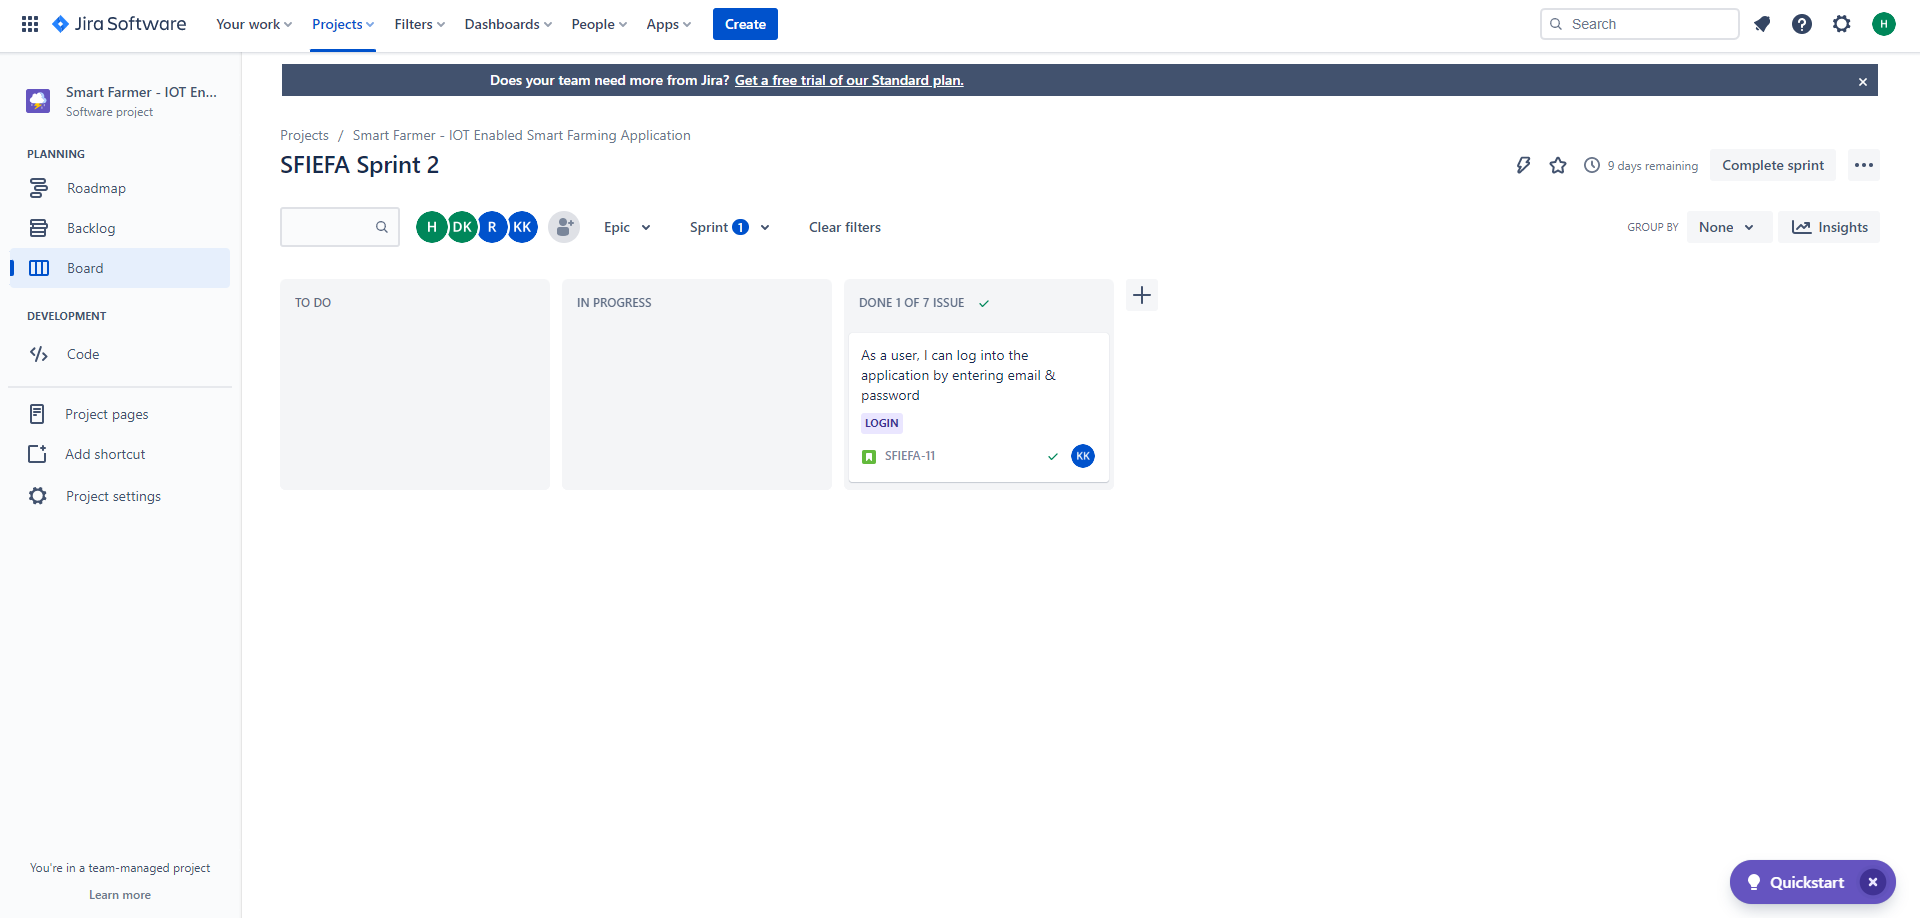 Jira Software
Your work
Projects
Filters
Dashboards
People
Apps
Create
Search
H
Smart Farmer - IOT En...
Software project
PLANNING
Roadmap
Backlog
Board
DEVELOPMENT
Code
Project pages
Add shortcut
Project settings
You're in a team-managed project
Learn more
Does your team need more from Jira? Get a free trial of our Standard plan.
Projects / Smart Farmer - IOT Enabled Smart Farming Application
SFIEFA Sprint 2
9 days remaining
Complete sprint
H
DK
R
KK
Epic
Sprint 1
Clear filters
GROUP BY
None
Insights
TO DO
IN PROGRESS
DONE 1 OF 7 ISSUE
As a user, I can log into the
application by entering email &
password
LOGIN
SFIEFA-11
KK
Quickstart